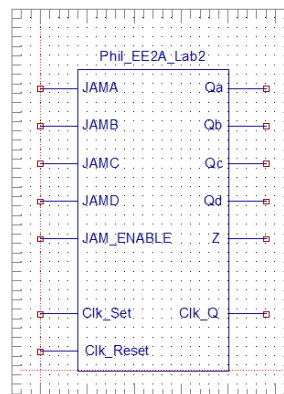 Phil_EE2A_Lab2
JAMA Qa
JAMB Qb
JAMC Qc
JAMD Qd
JAM_ENABLE Z
Clk_Set Clk_Q
Clk_Reset